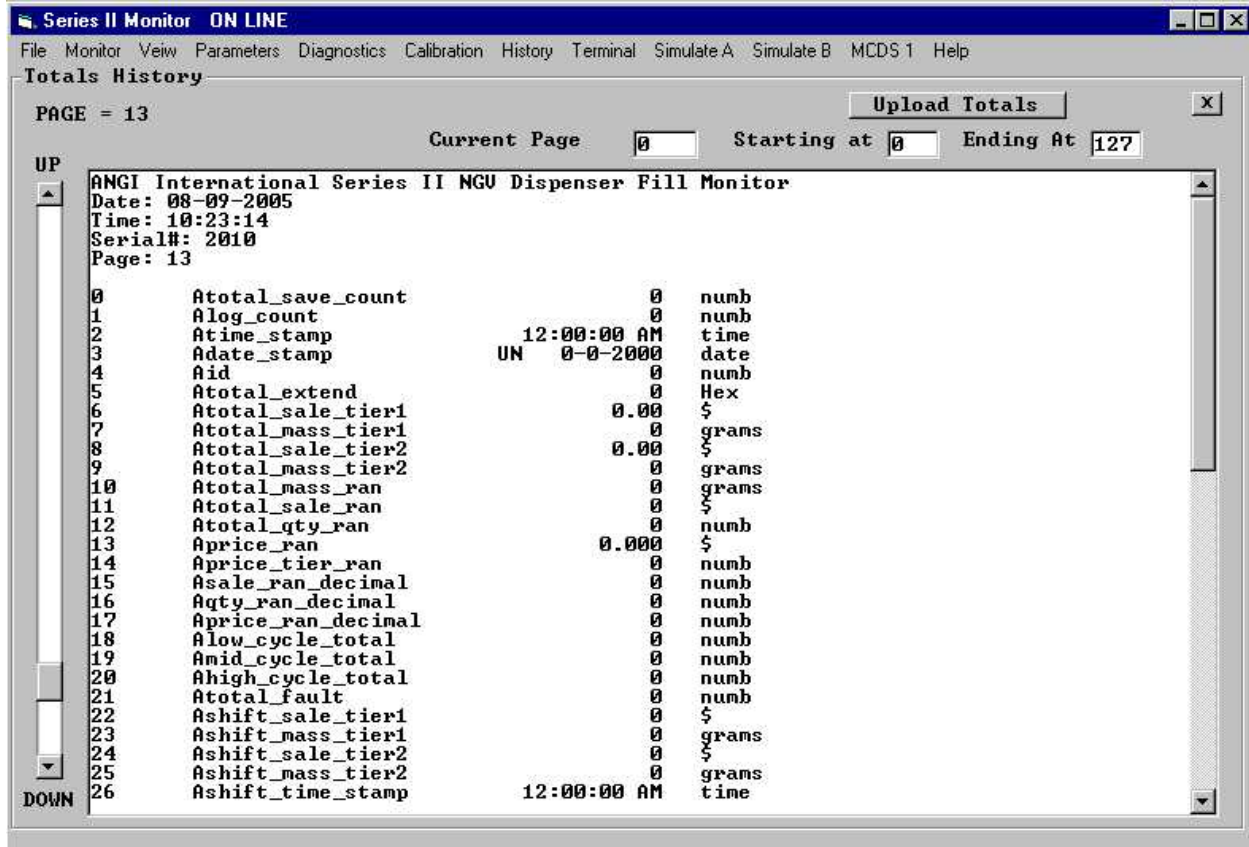 Series II Monitor ON LINE
File Monitor Veiw Parameters Diagnostics Calibration History Terminal Simulate A Simulate B MCDS 1 Help
Totals History
PAGE = 13
Upload Totals
X
Current Page 0 Starting at 0 Ending At 127
UP
ANGI International Series II NGV Dispenser Fill Monitor
Date: 08-09-2005
Time: 10:23:14
Serial#: 2010
Page: 13
0 Atotal_save_count 0 numb
1 Alog_count 0 numb
2 Atime_stamp 12:00:00 AM time
3 Adate_stamp UN 0-0-2000 date
4 Aid 0 numb
5 Atotal_extend 0 Hex
6 Atotal_sale_tier1 0.00 $
7 Atotal_mass_tier1 0 grams
8 Atotal_sale_tier2 0.00 $
9 Atotal_mass_tier2 0 grams
10 Atotal_mass_ran 0 grams
11 Atotal_sale_ran 0 $
12 Atotal_qty_ran 0 numb
13 Aprice_ran 0.000 $
14 Aprice_tier_ran 0 numb
15 Asale_ran_decimal 0 numb
16 Aqty_ran_decimal 0 numb
17 Aprice_ran_decimal 0 numb
18 Alow_cycle_total 0 numb
19 Amid_cycle_total 0 numb
20 Ahigh_cycle_total 0 numb
21 Atotal_fault 0 numb
22 Ashift_sale_tier1 0 $
23 Ashift_mass_tier1 0 grams
24 Ashift_sale_tier2 0 $
25 Ashift_mass_tier2 0 grams
26 Ashift_time_stamp 12:00:00 AM time
DOWN